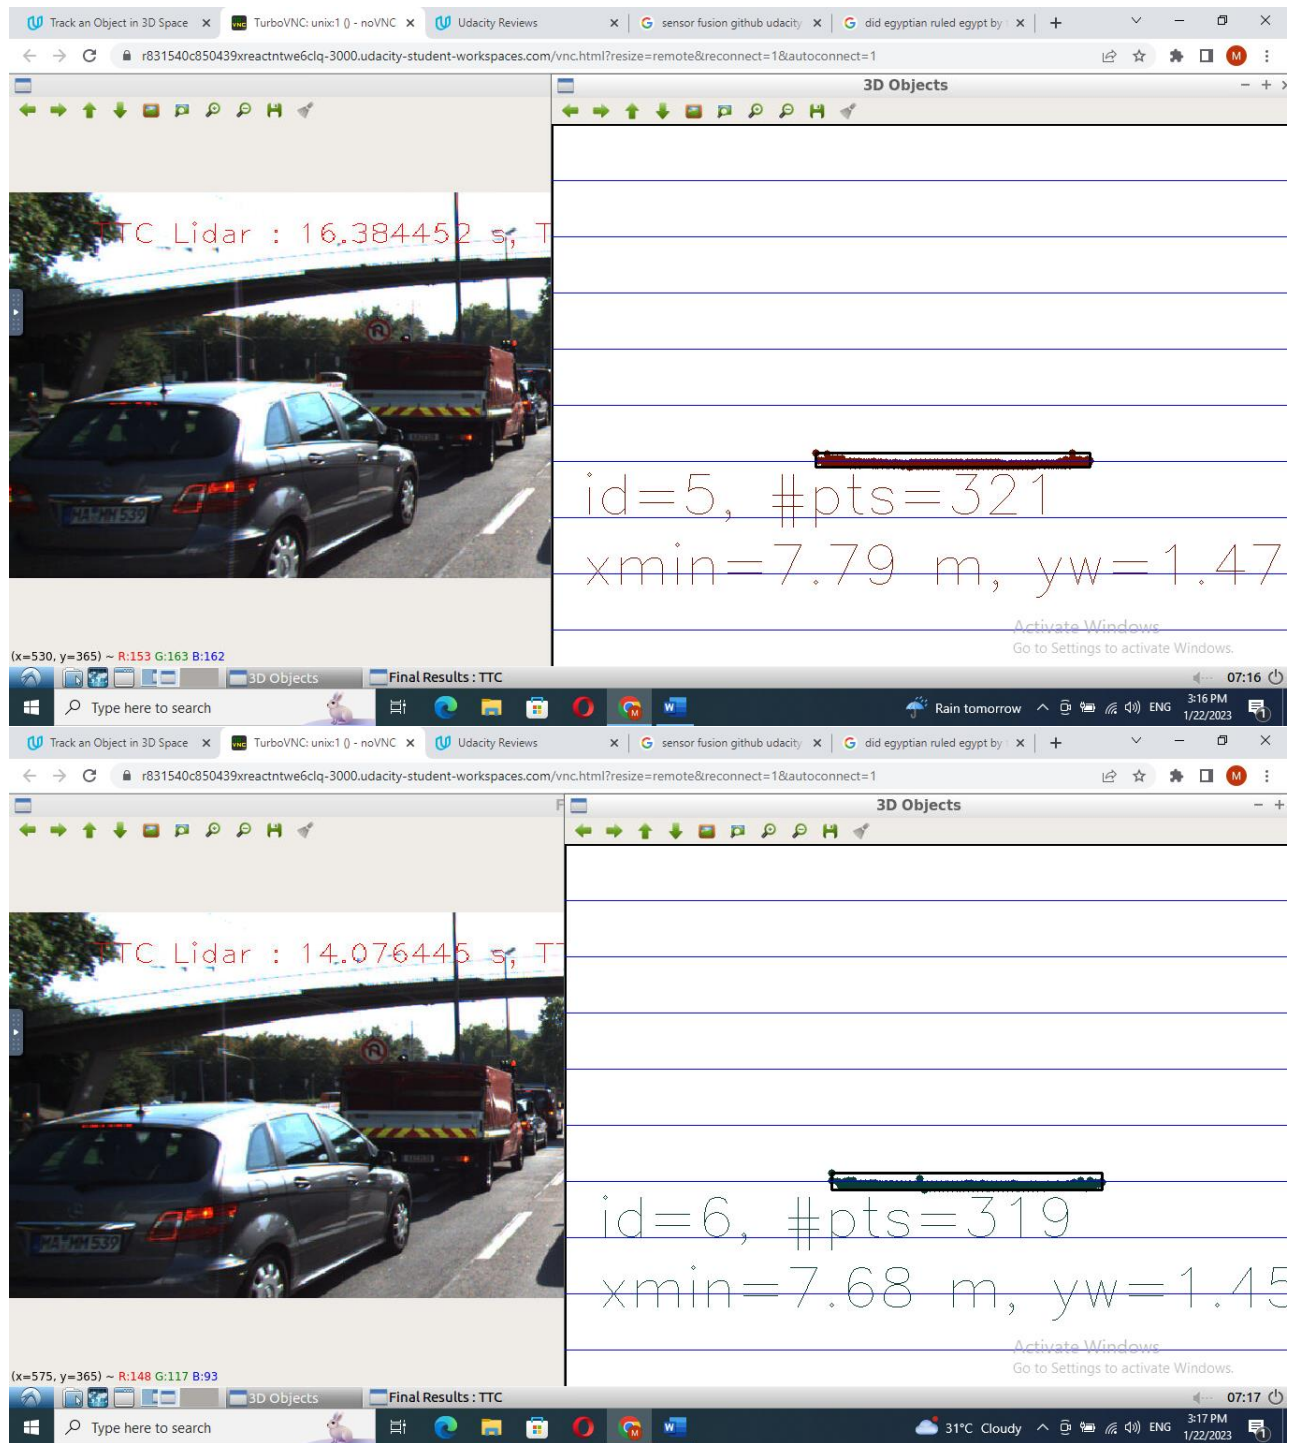 Track an Object in 3D Space
TurboVNC: unix:1 () - noVNC
Udacity Reviews
sensor fusion github udacity
did egyptian ruled egypt by
r831540c850439xreactntwe6clq-3000.udacity-student-workspaces.com/vnc.html?resize=remote&reconnect=1&autoconnect=1
M
3D Objects
TTC Lidar : 16.384452 s, T
MA·MM 539
id=5, #pts=321
xmin=7.79 m, yw=1.47
Activate Windows
Go to Settings to activate Windows.
(x=530, y=365) ~ R:153 G:163 B:162
3D Objects
Final Results : TTC
07:16
Type here to search
Rain tomorrow
ENG
3:16 PM
1/22/2023
Track an Object in 3D Space
TurboVNC: unix:1 () - noVNC
Udacity Reviews
sensor fusion github udacity
did egyptian ruled egypt by
r831540c850439xreactntwe6clq-3000.udacity-student-workspaces.com/vnc.html?resize=remote&reconnect=1&autoconnect=1
M
F
3D Objects
TTC Lidar : 14.076445 s, T
MA·MM 539
id=6, #pts=319
xmin=7.68 m, yw=1.45
Activate Windows
Go to Settings to activate Windows.
(x=575, y=365) ~ R:148 G:117 B:93
3D Objects
Final Results : TTC
07:17
Type here to search
31°C Cloudy
ENG
3:17 PM
1/22/2023